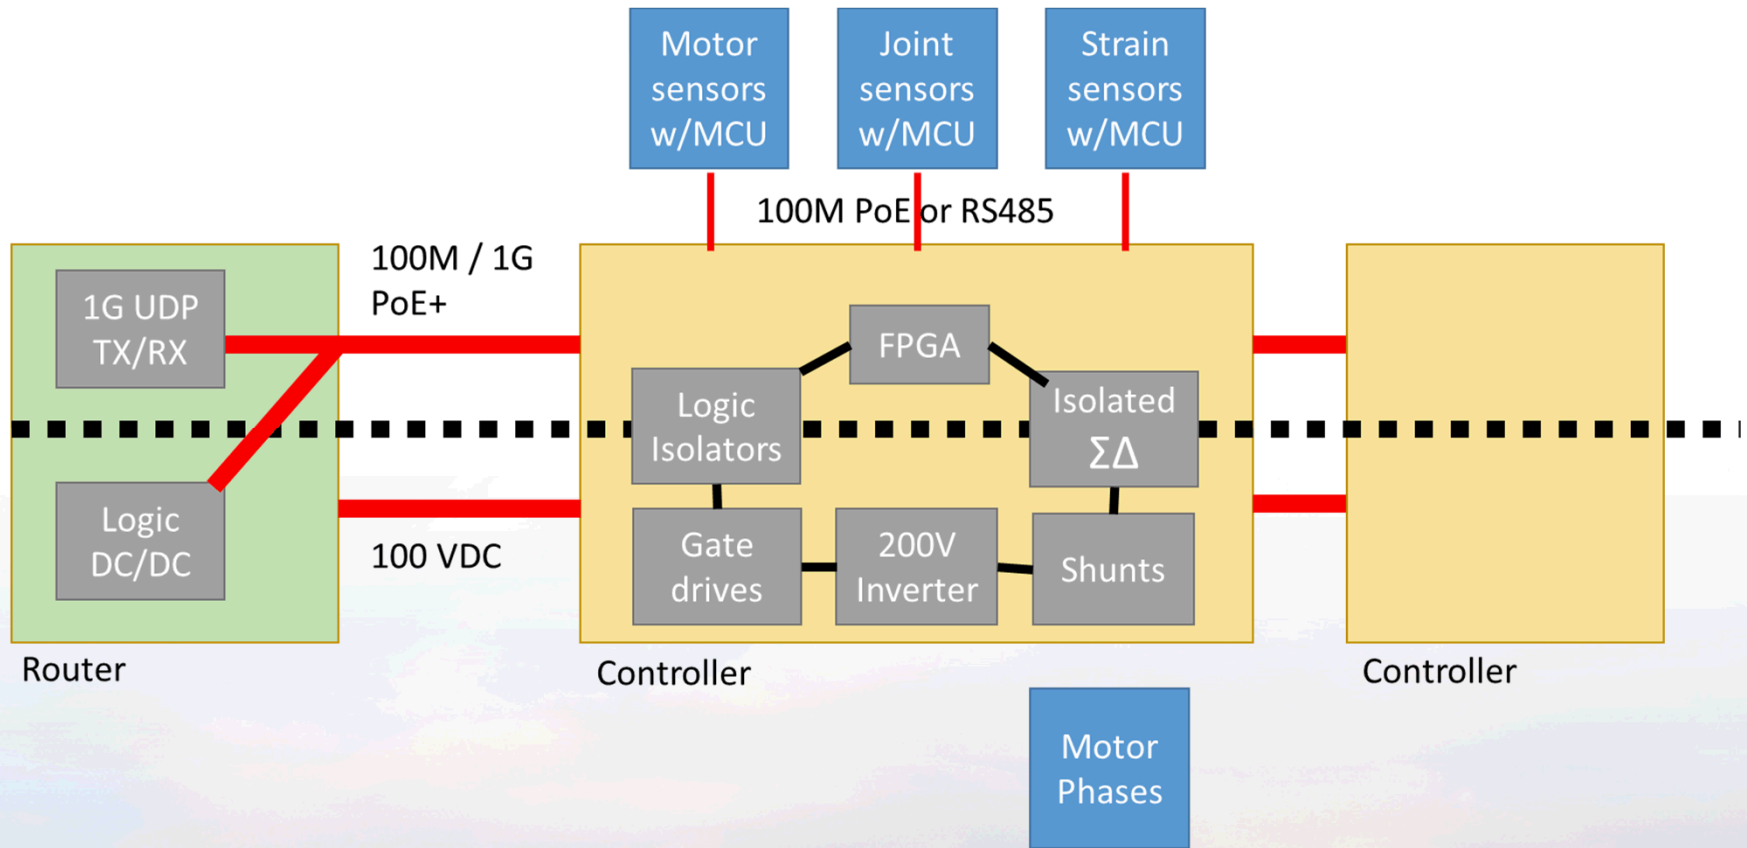 Motor
sensors
w/MCU
Joint
sensors
w/MCU
Strain
sensors
w/MCU
100M PoE or RS485
100M / 1G
PoE+
1G UDP
TX/RX
FPGA
Logic
Isolators
Isolated
ΣΔ
Logic
DC/DC
100 VDC
Gate
drives
200V
Inverter
Shunts
Router
Controller
Controller
Motor
Phases